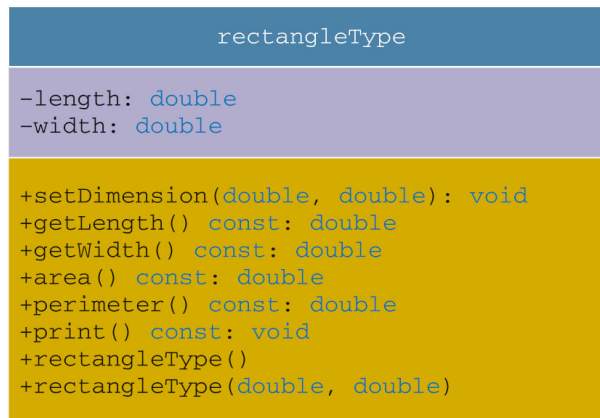 rectangleType
-length: double
-width: double
+setDimension(double, double): void
+getLength() const: double
+getWidth() const: double
+area() const: double
+perimeter() const: double
+print() const: void
+rectangleType()
+rectangleType(double, double)